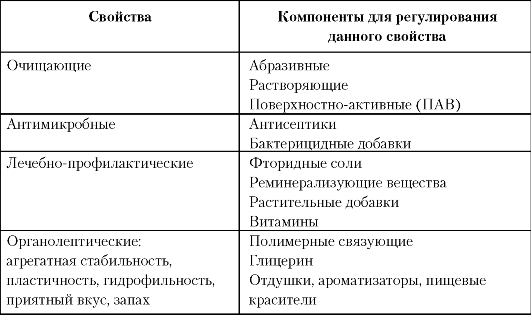 Свойства
Компоненты для регулирования
данного свойства
Очищающие
Абразивные
Растворяющие
Поверхностно-активные (ПАВ)
Антимикробные
Антисептики
Бактерицидные добавки
Лечебно-профилактические
Фторидные соли
Реминерализующие вещества
Растительные добавки
Витамины
Органолептические:
агрегатная стабильность,
пластичность, гидрофильность,
приятный вкус, запах
Полимерные связующие
Глицерин
Отдушки, ароматизаторы, пищевые
красители